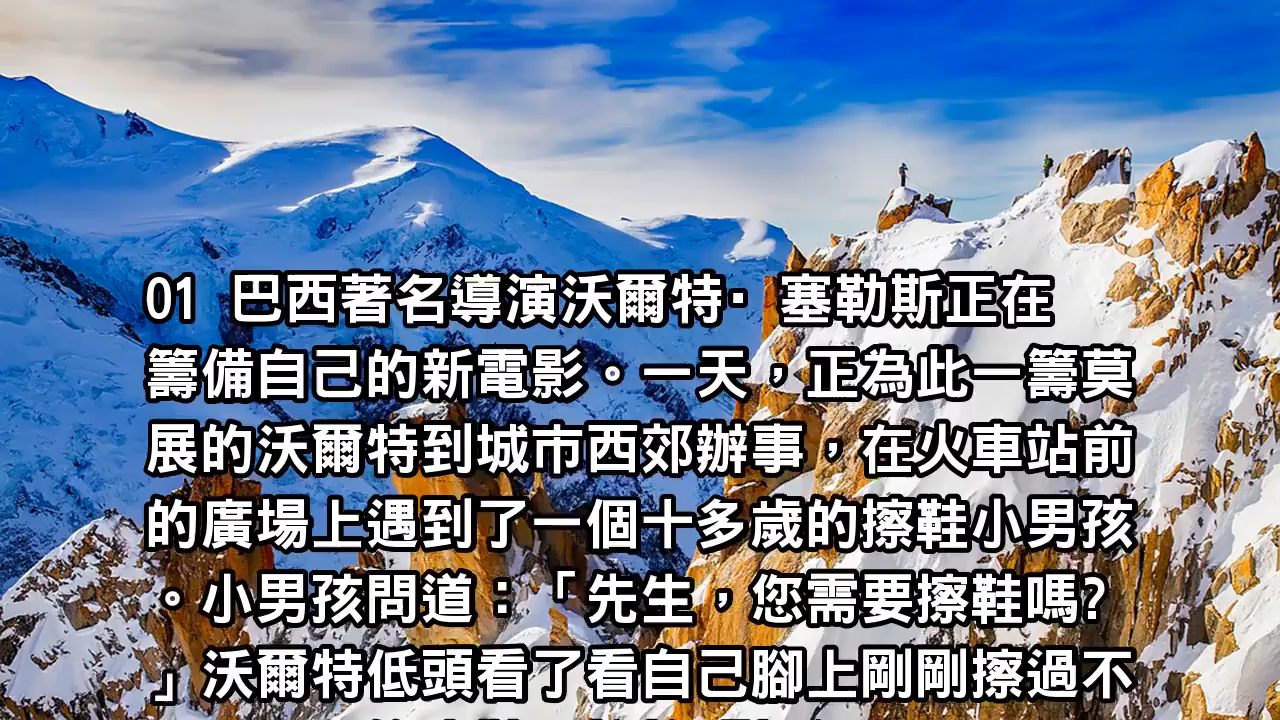 01 巴西著名導演沃爾特·塞勒斯正在
籌備自己的新電影。一天，正為此一籌莫
展的沃爾特到城市西郊辦事，在火車站前
的廣場上遇到了一個十多歲的擦鞋小男孩
。小男孩問道：「先生，您需要擦鞋嗎?
」沃爾特低頭看了看自己腳上剛剛擦過不